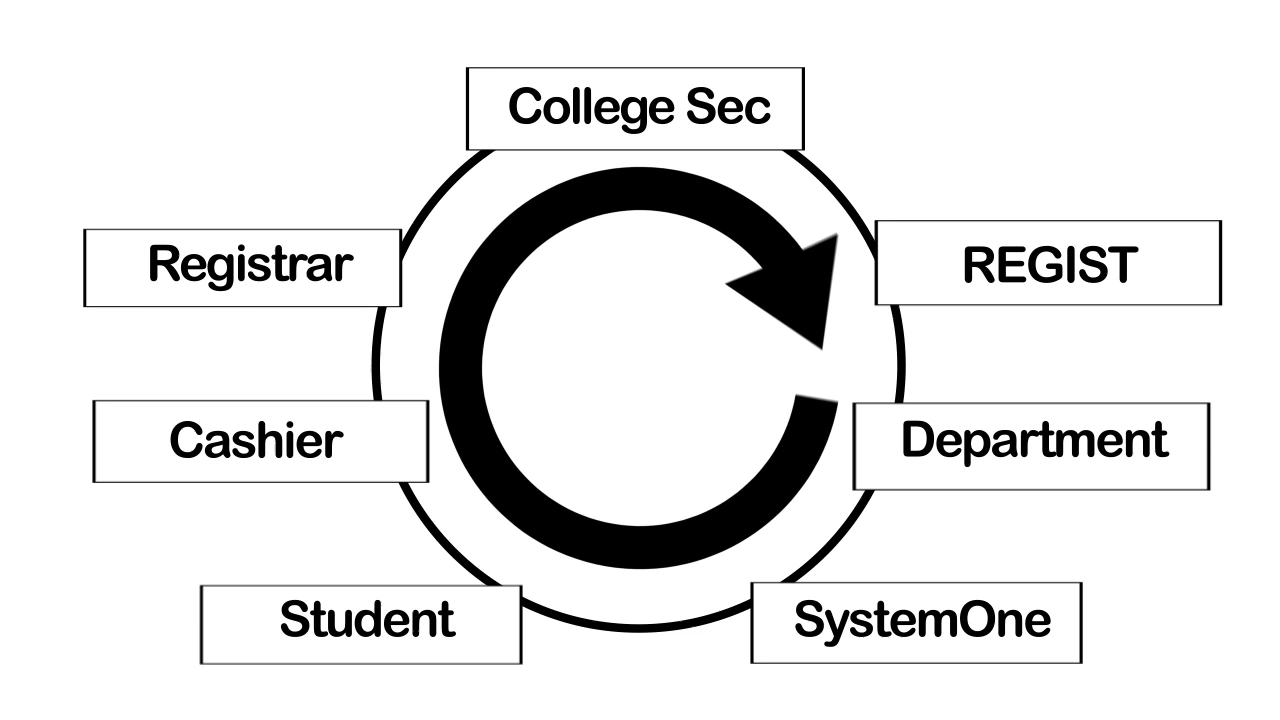 College Sec
Registrar
REGIST
Cashier
Department
Student
SystemOne